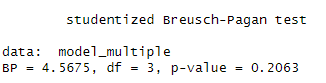 studentized Breusch-Pagan test
data:  model_multiple
BP = 4.5675, df = 3, p-value = 0.2063